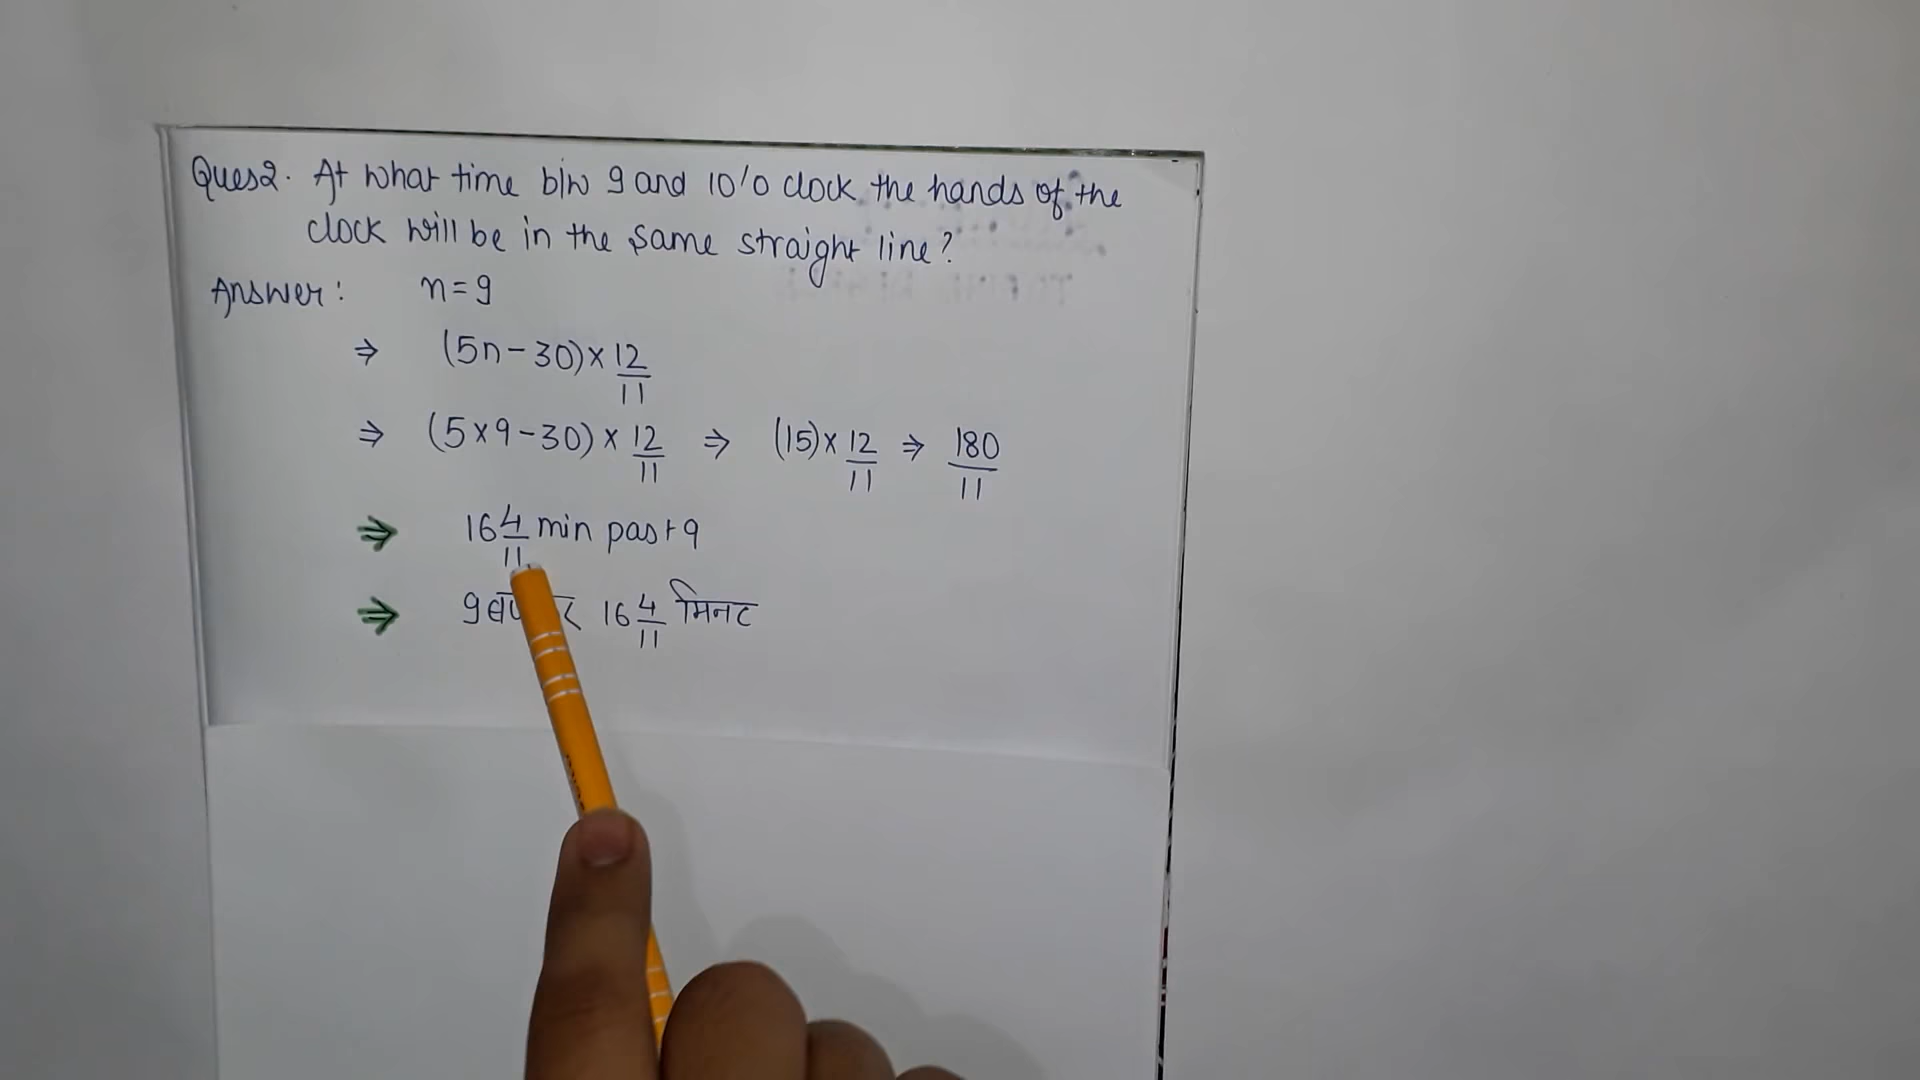 Ques2. At what time b/w 9 and 10'0 clock the hands of the
clock will be in the same straight line?
Answer: n=9
⇒ (5n-30)×12/11
⇒ (5×9-30)×12/11 ⇒ (15)×12/11 ⇒ 180/11
⇒ 16 4/11 min past 9
⇒ 9 16 4/11 मिनट